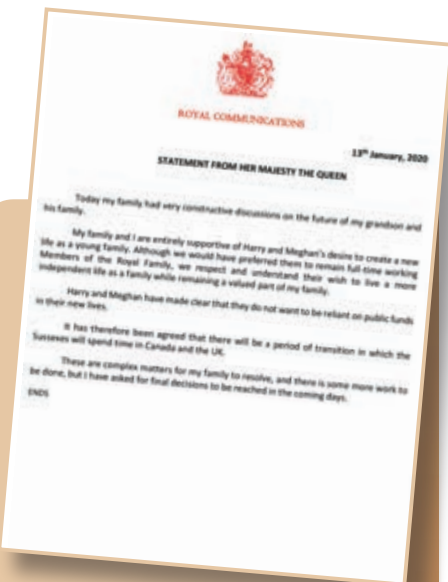 ROYAL COMMUNICATIONS
13th January, 2020
STATEMENT FROM HER MAJESTY THE QUEEN
Today my family had very constructive discussions on the future of my grandson and
his family.
My family and I are entirely supportive of Harry and Meghan's desire to create a new
life as a young family. Although we would have preferred them to remain full-time working
Members of the Royal Family, we respect and understand their wish to live a more
independent life as a family while remaining a valued part of my family.
Harry and Meghan have made clear that they do not want to be reliant on public funds
in their new lives.
It has therefore been agreed that there will be a period of transition in which the
Sussexes will spend time in Canada and the UK.
These are complex matters for my family to resolve, and there is some more work to
be done, but I have asked for final decisions to be reached in the coming days.
ENDS